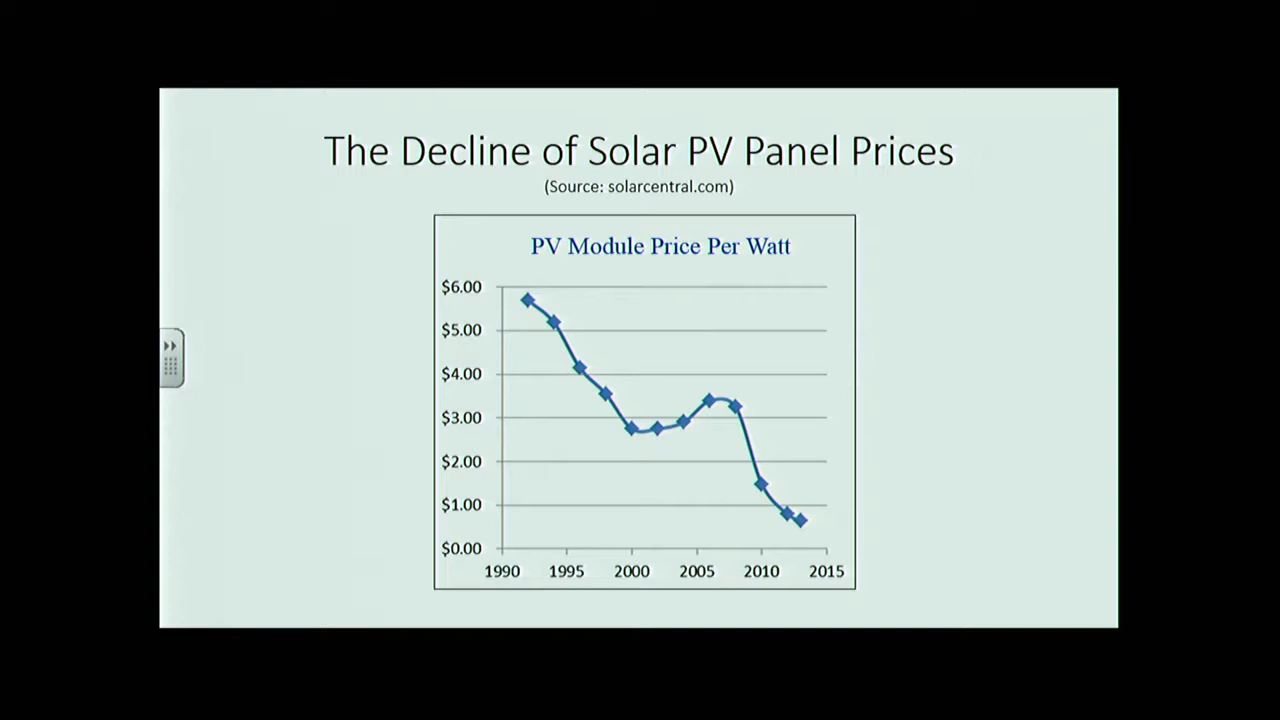 The Decline of Solar PV Panel Prices
(Source: solarcentral.com)
PV Module Price Per Watt
$6.00
$5.00
$4.00
$3.00
$2.00
$1.00
$0.00
1990 1995 2000 2005 2010 2015